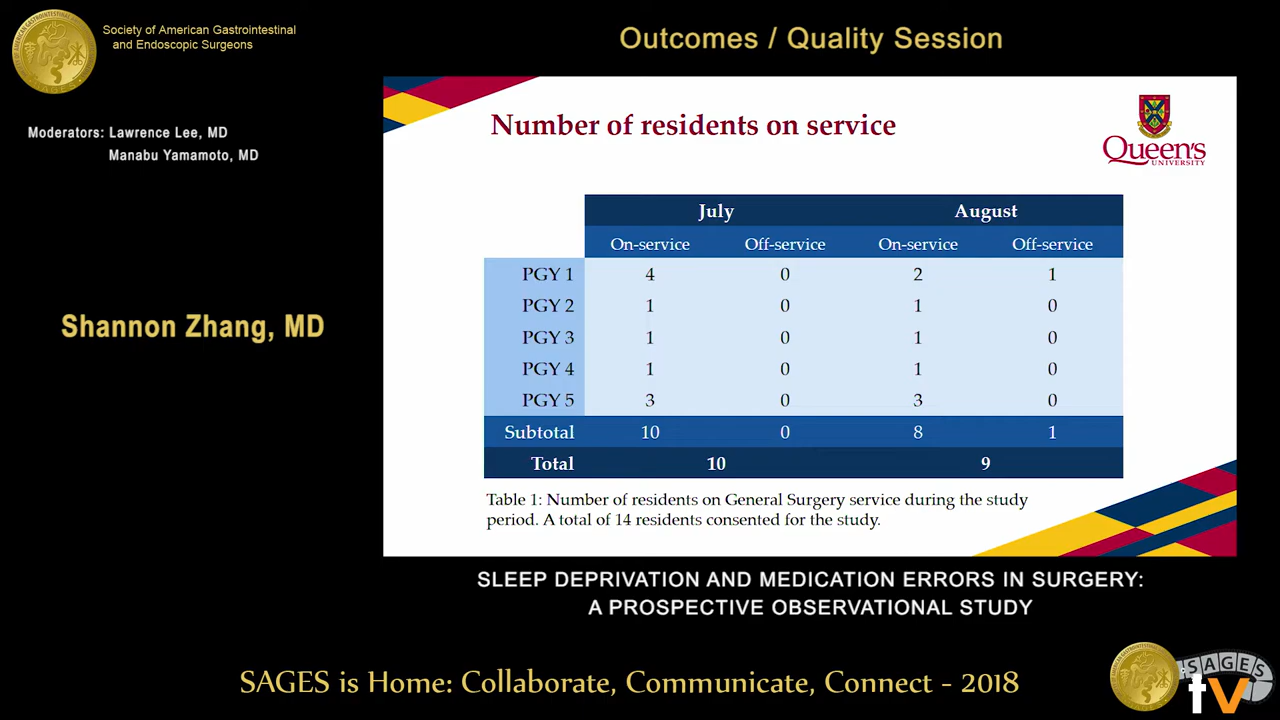 Society of American Gastrointestinal
and Endoscopic Surgeons
Outcomes / Quality Session
Moderators: Lawrence Lee, MD
Manabu Yamamoto, MD
Shannon Zhang, MD
Number of residents on service
Queen's
UNIVERSITY
July August
On-service Off-service On-service Off-service
PGY 1 4 0 2 1
PGY 2 1 0 1 0
PGY 3 1 0 1 0
PGY 4 1 0 1 0
PGY 5 3 0 3 0
Subtotal 10 0 8 1
Total 10 9
Table 1: Number of residents on General Surgery service during the study
period. A total of 14 residents consented for the study.
SLEEP DEPRIVATION AND MEDICATION ERRORS IN SURGERY:
A PROSPECTIVE OBSERVATIONAL STUDY
SAGES is Home: Collaborate, Communicate, Connect - 2018
SAGES
tv